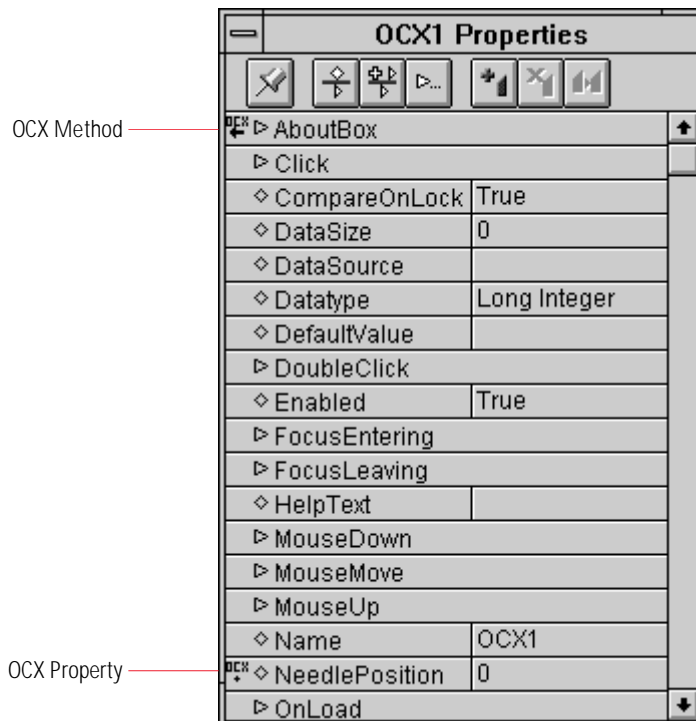 OCX1 Properties
OCX Method
AboutBox
Click
CompareOnLock True
DataSize 0
DataSource
Datatype Long Integer
DefaultValue
DoubleClick
Enabled True
FocusEntering
FocusLeaving
HelpText
MouseDown
MouseMove
MouseUp
Name OCX1
OCX Property
OCX NeedlePosition 0
OnLoad